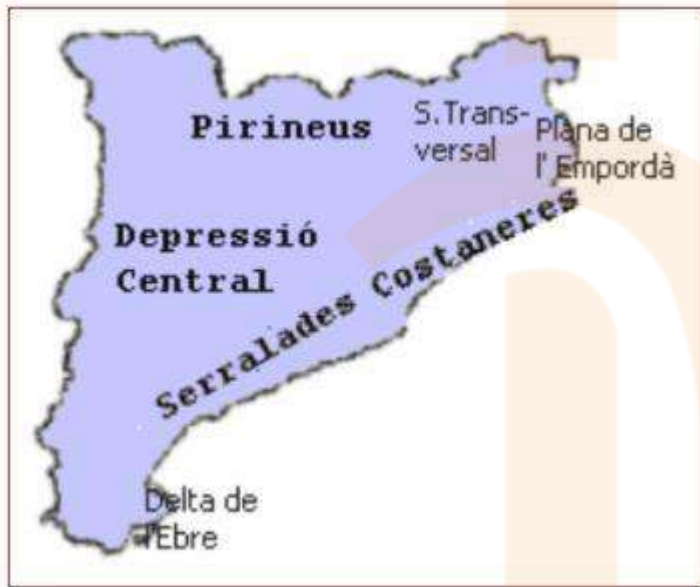 Pirineus
S.Trans-
versal
Plana de
l' Empordà
Depressió
Central
Serralades Costaneres
Delta de
l'Ebre